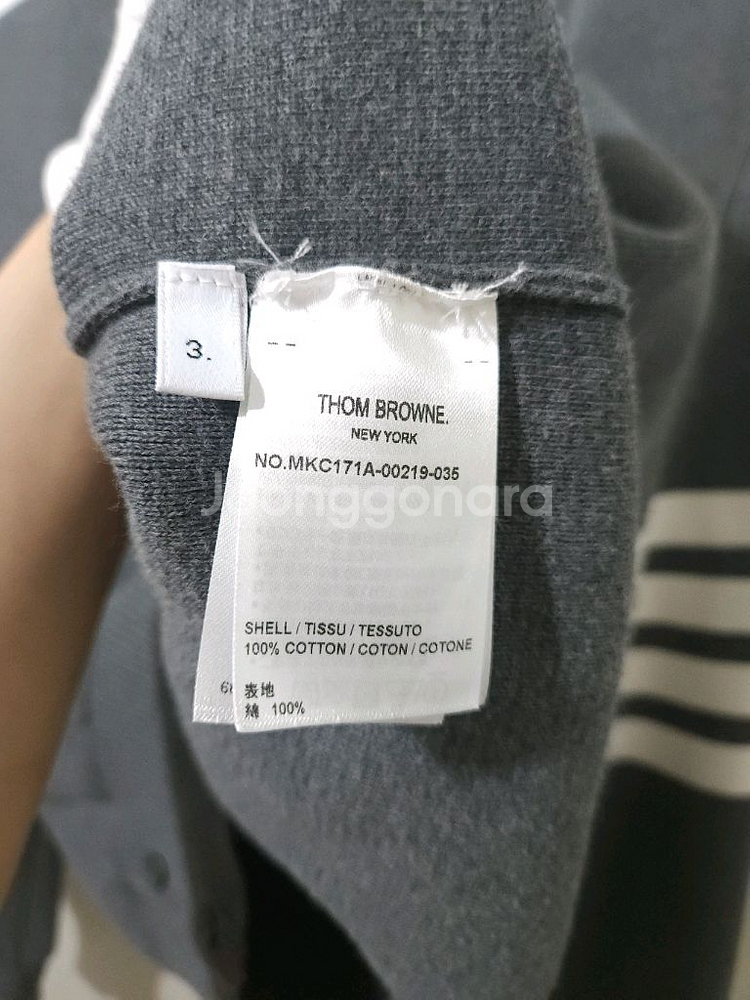 3.
THOM BROWNE.
NEW YORK
NO.MKC171A-00219-035
Joonggonara
SHELL / TISSU / TESSUTO
100% COTTON / COTON / COTONE
表地
綿 100%